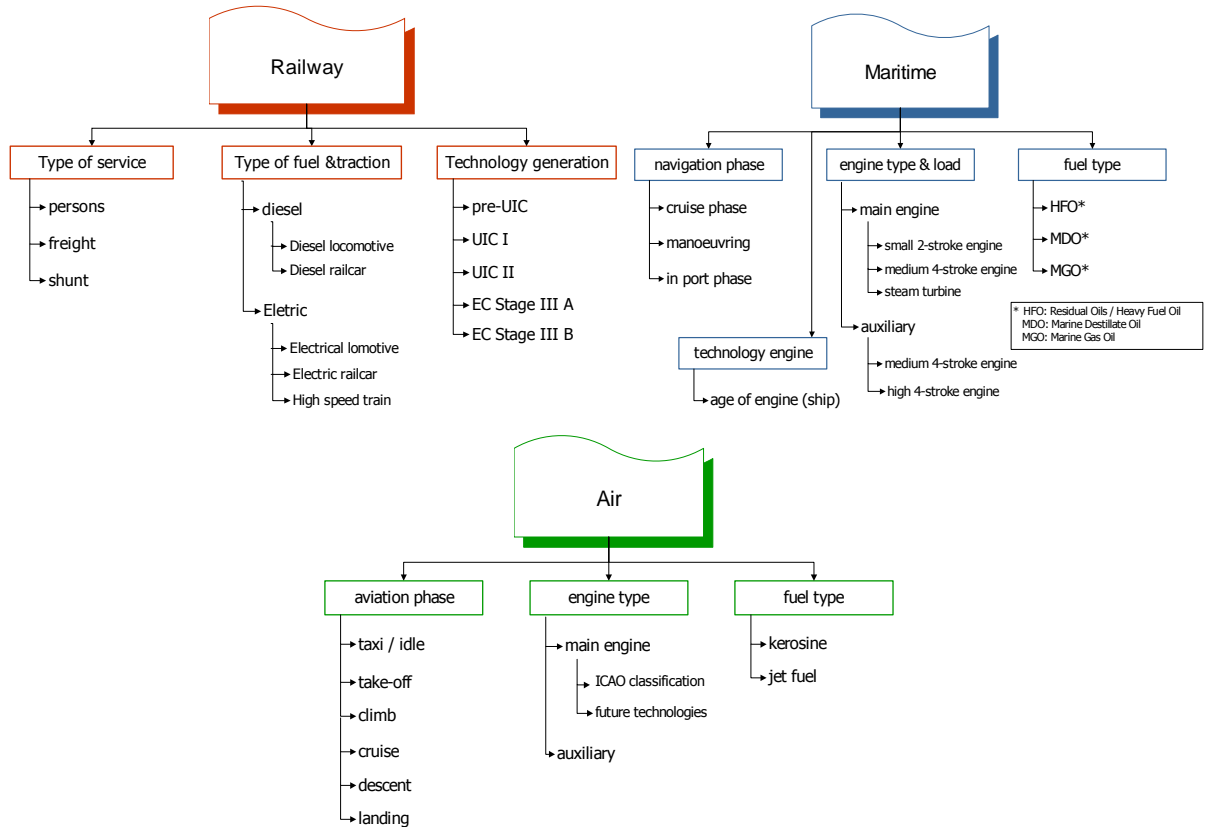 Railway
Type of service
persons
freight
shunt
Type of fuel &traction
diesel
Diesel locomotive
Diesel railcar
Eletric
Electrical lomotive
Electric railcar
High speed train
Technology generation
pre-UIC
UIC I
UIC II
EC Stage III A
EC Stage III B
Maritime
navigation phase
cruise phase
manoeuvring
in port phase
technology engine
age of engine (ship)
engine type & load
main engine
small 2-stroke engine
medium 4-stroke engine
steam turbine
auxiliary
medium 4-stroke engine
high 4-stroke engine
fuel type
HFO*
MDO*
MGO*
* HFO: Residual Oils / Heavy Fuel Oil
MDO: Marine Destillate Oil
MGO: Marine Gas Oil
Air
aviation phase
taxi / idle
take-off
climb
cruise
descent
landing
engine type
main engine
ICAO classification
future technologies
auxiliary
fuel type
kerosine
jet fuel